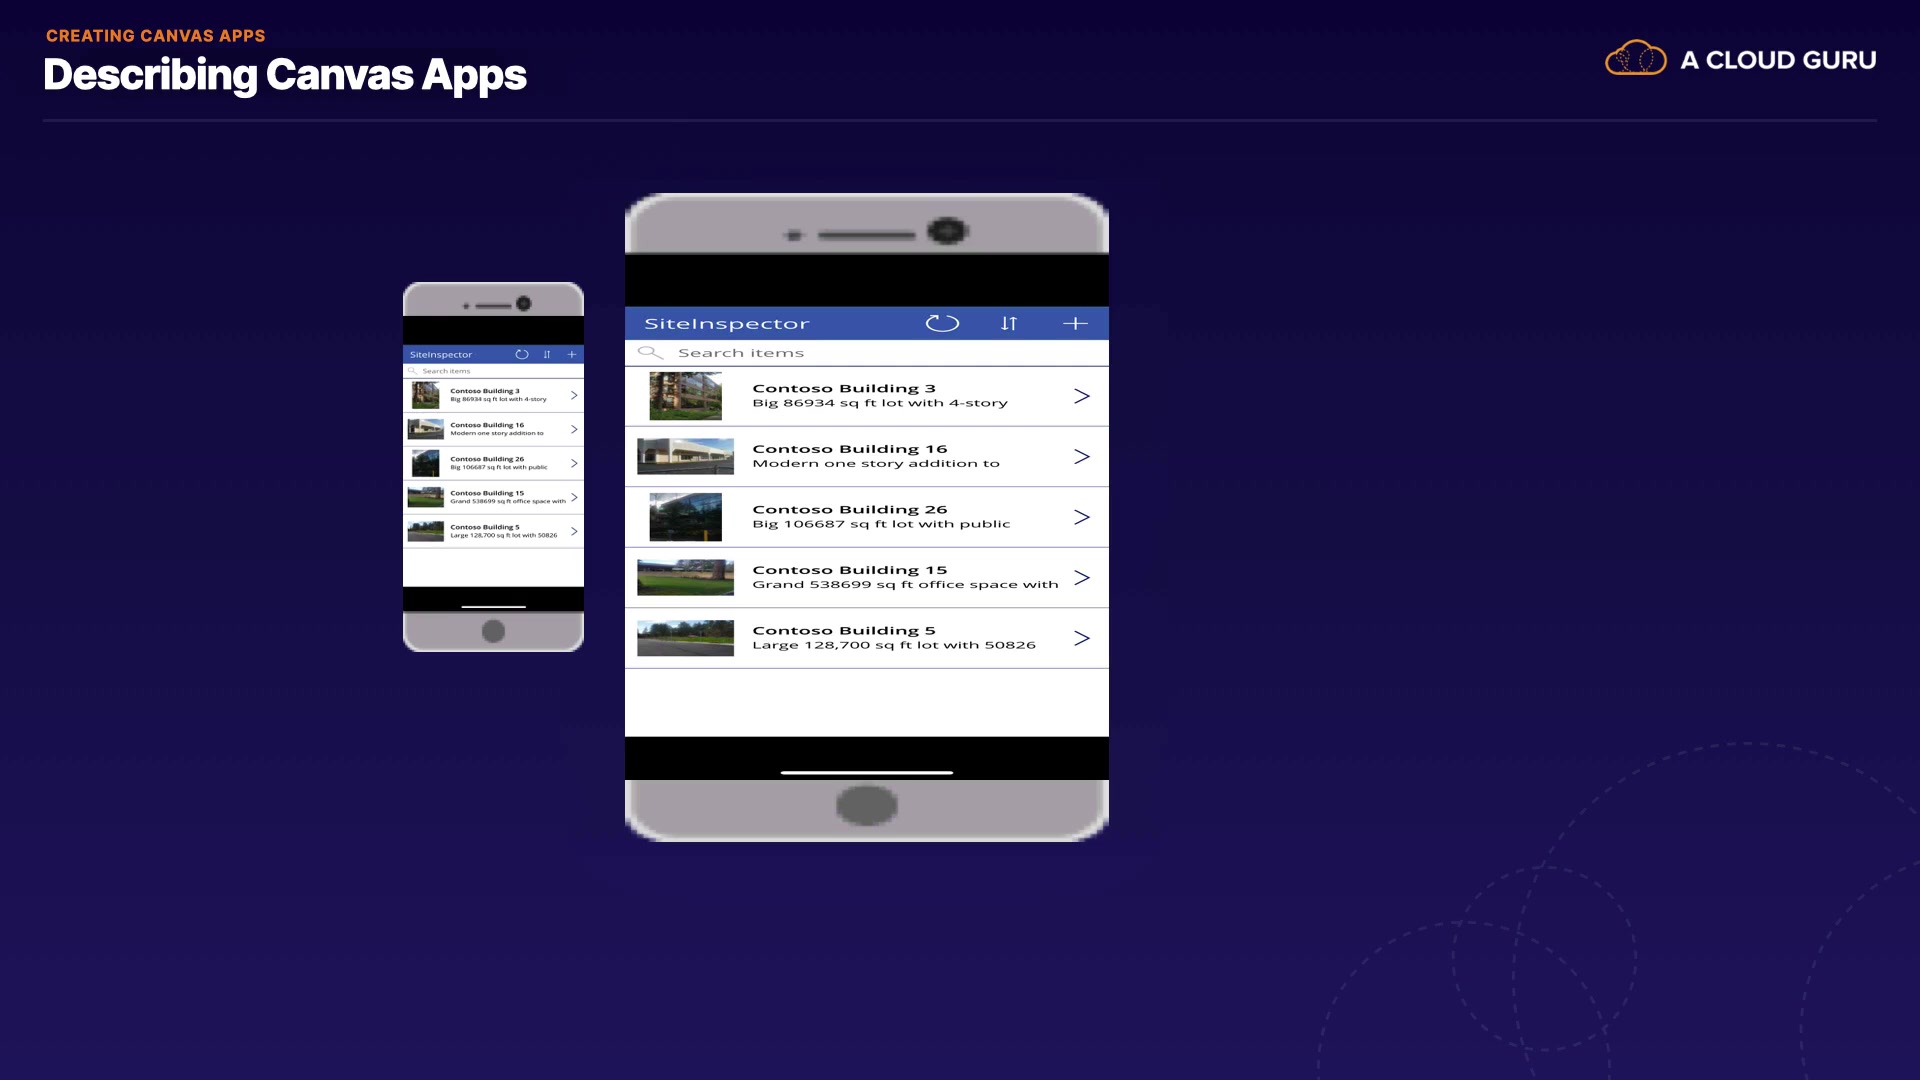 CREATING CANVAS APPS
Describing Canvas Apps
A CLOUD GURU
SiteInspector
Search items
Contoso Building 3
Big 86934 sq ft lot with 4-story
Contoso Building 16
Modern one story addition to
Contoso Building 26
Big 106687 sq ft lot with public
Contoso Building 15
Grand 538699 sq ft office space with
Contoso Building 5
Large 128,700 sq ft lot with 50826
SiteInspector
Search items
Contoso Building 3
Big 86934 sq ft lot with 4-story
Contoso Building 16
Modern one story addition to
Contoso Building 26
Big 106687 sq ft lot with public
Contoso Building 15
Grand 538699 sq ft office space with
Contoso Building 5
Large 128,700 sq ft lot with 50826